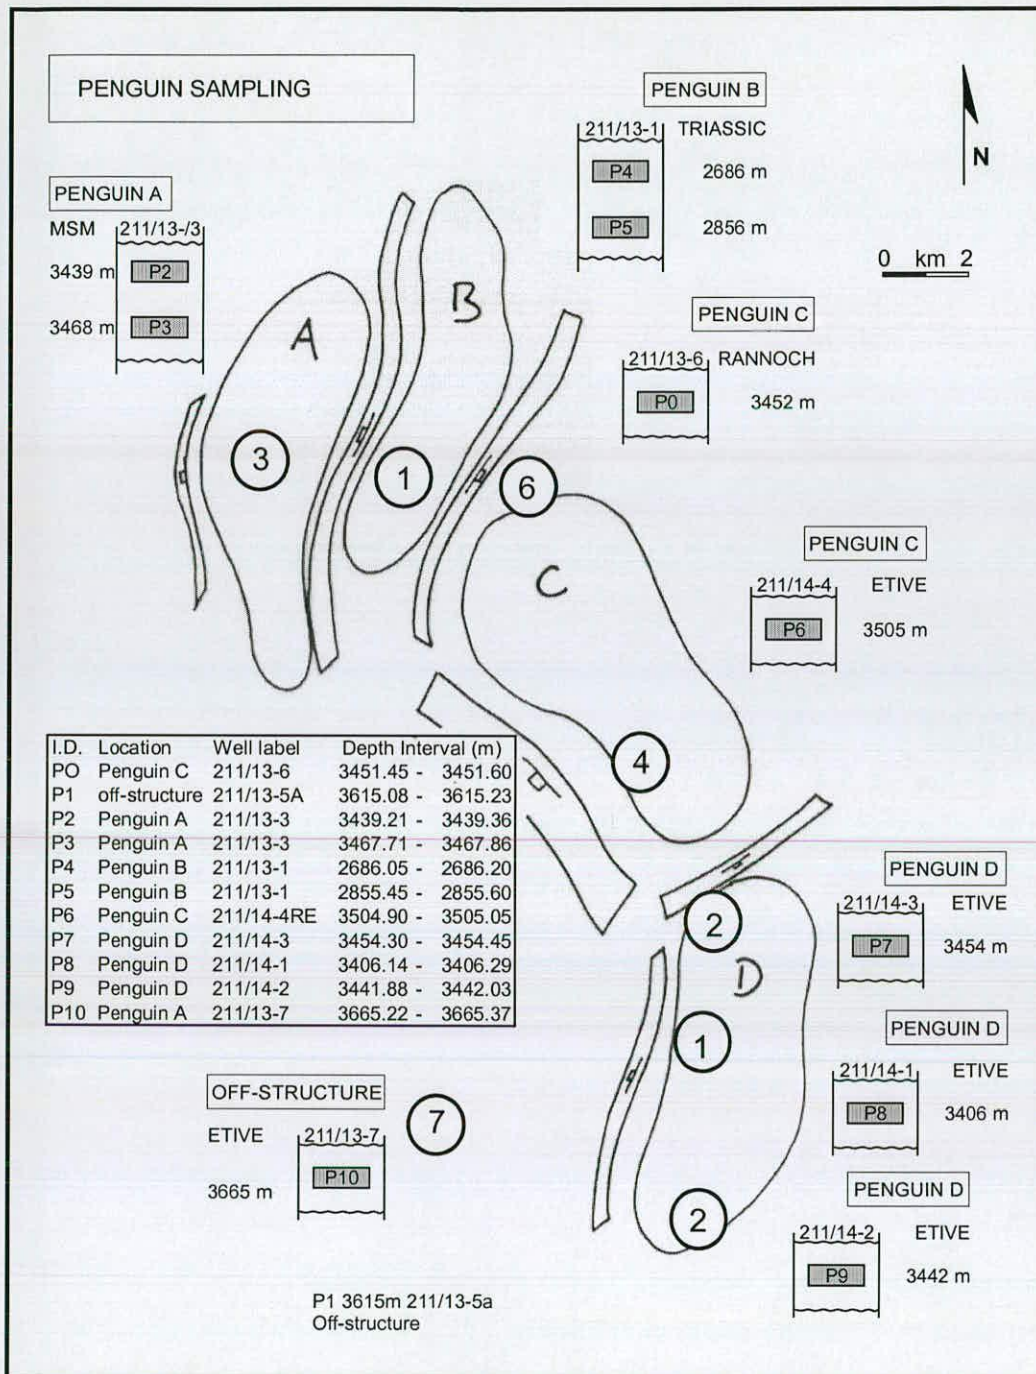 PENGUIN SAMPLING
PENGUIN B
211/13-1 TRIASSIC
P4 2686 m
P5 2856 m
N
0 km 2
PENGUIN A
MSM 211/13-/3
3439 m P2
3468 m P3
A
B
PENGUIN C
211/13-6 RANNOCH
P0 3452 m
3
1
6
C
PENGUIN C
211/14-4 ETIVE
P6 3505 m
4
I.D. Location Well label Depth Interval (m)
PO Penguin C 211/13-6 3451.45 - 3451.60
P1 off-structure 211/13-5A 3615.08 - 3615.23
P2 Penguin A 211/13-3 3439.21 - 3439.36
P3 Penguin A 211/13-3 3467.71 - 3467.86
P4 Penguin B 211/13-1 2686.05 - 2686.20
P5 Penguin B 211/13-1 2855.45 - 2855.60
P6 Penguin C 211/14-4RE 3504.90 - 3505.05
P7 Penguin D 211/14-3 3454.30 - 3454.45
P8 Penguin D 211/14-1 3406.14 - 3406.29
P9 Penguin D 211/14-2 3441.88 - 3442.03
P10 Penguin A 211/13-7 3665.22 - 3665.37
PENGUIN D
211/14-3 ETIVE
P7 3454 m
2
D
1
2
PENGUIN D
211/14-1 ETIVE
P8 3406 m
PENGUIN D
211/14-2 ETIVE
P9 3442 m
OFF-STRUCTURE
ETIVE 211/13-7
3665 m P10
7
P1 3615m 211/13-5a
Off-structure